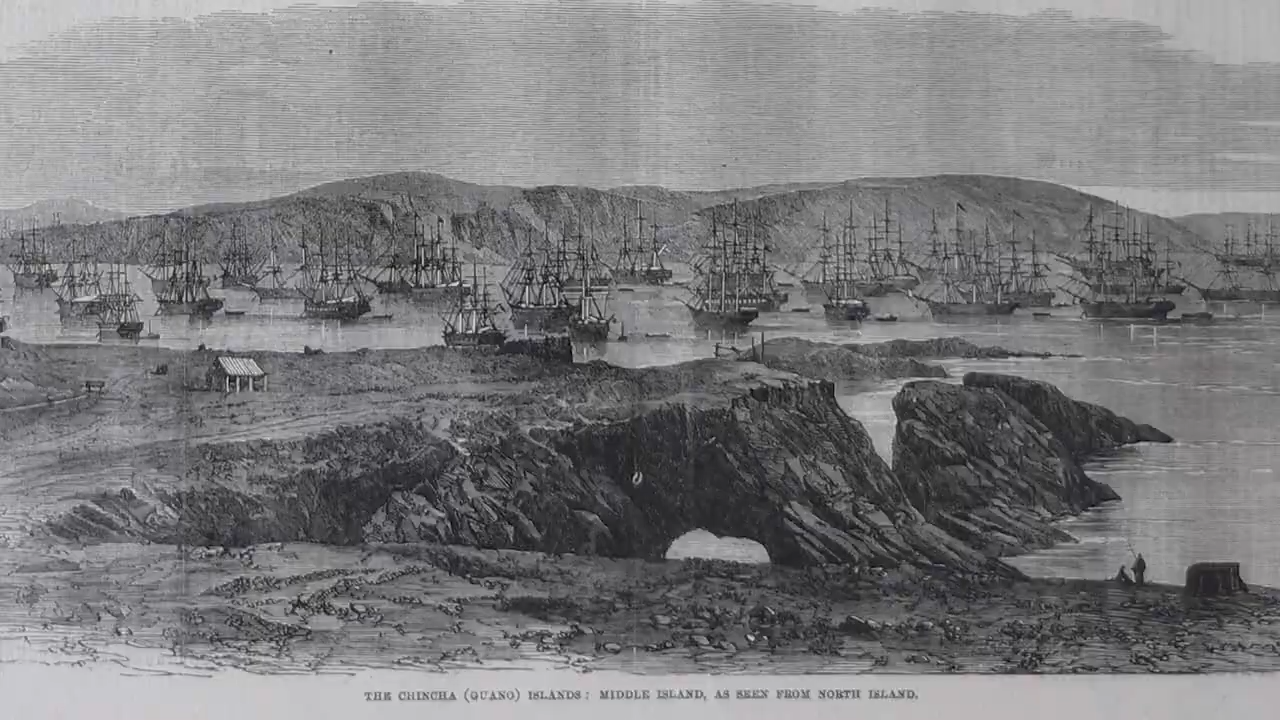 THE CHINCHA (GUANO) ISLANDS: MIDDLE ISLAND, AS SEEN FROM NORTH ISLAND.